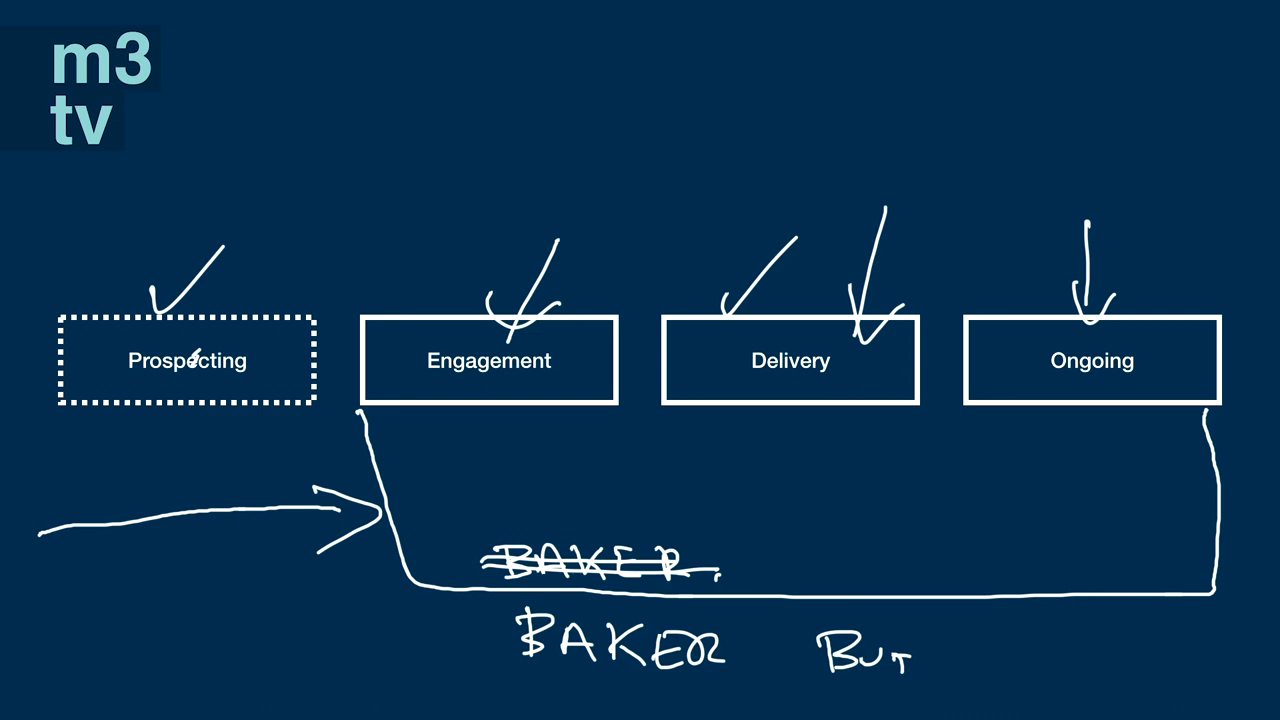 m3
tv
Prospecting Engagement Delivery Ongoing
BAKER.
BAKER BUT